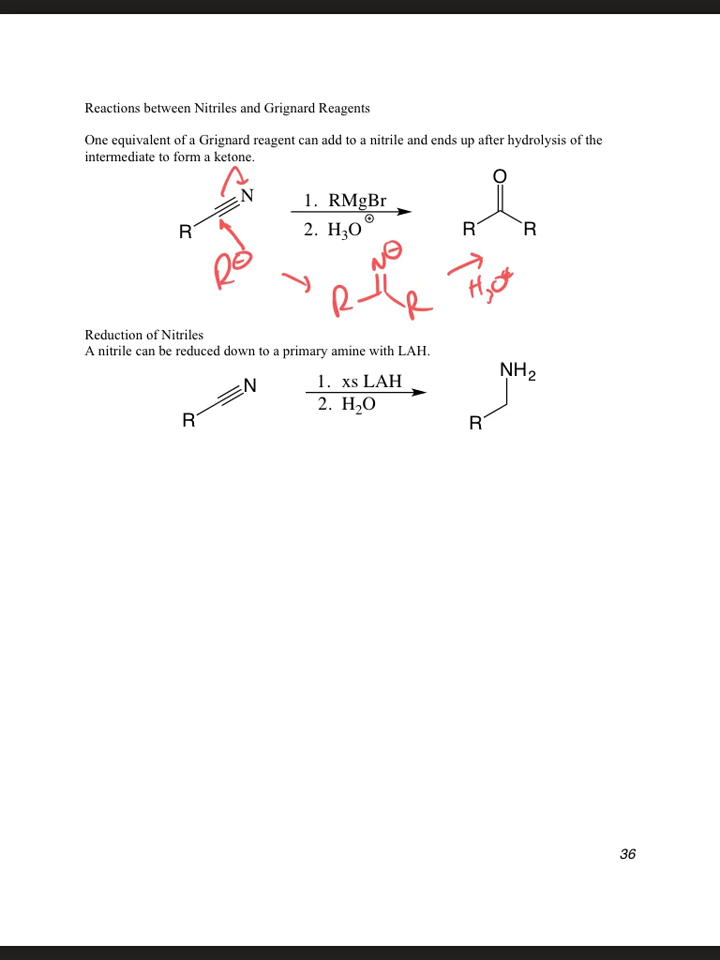 Reactions between Nitriles and Grignard Reagents
One equivalent of a Grignard reagent can add to a nitrile and ends up after hydrolysis of the
intermediate to form a ketone.
R N
1. RMgBr
2. H₃O⊕
O
R R
R⊖
N⊖
R R
H₃O⁺
Reduction of Nitriles
A nitrile can be reduced down to a primary amine with LAH.
R N
1. xs LAH
2. H₂O
NH₂
R
36